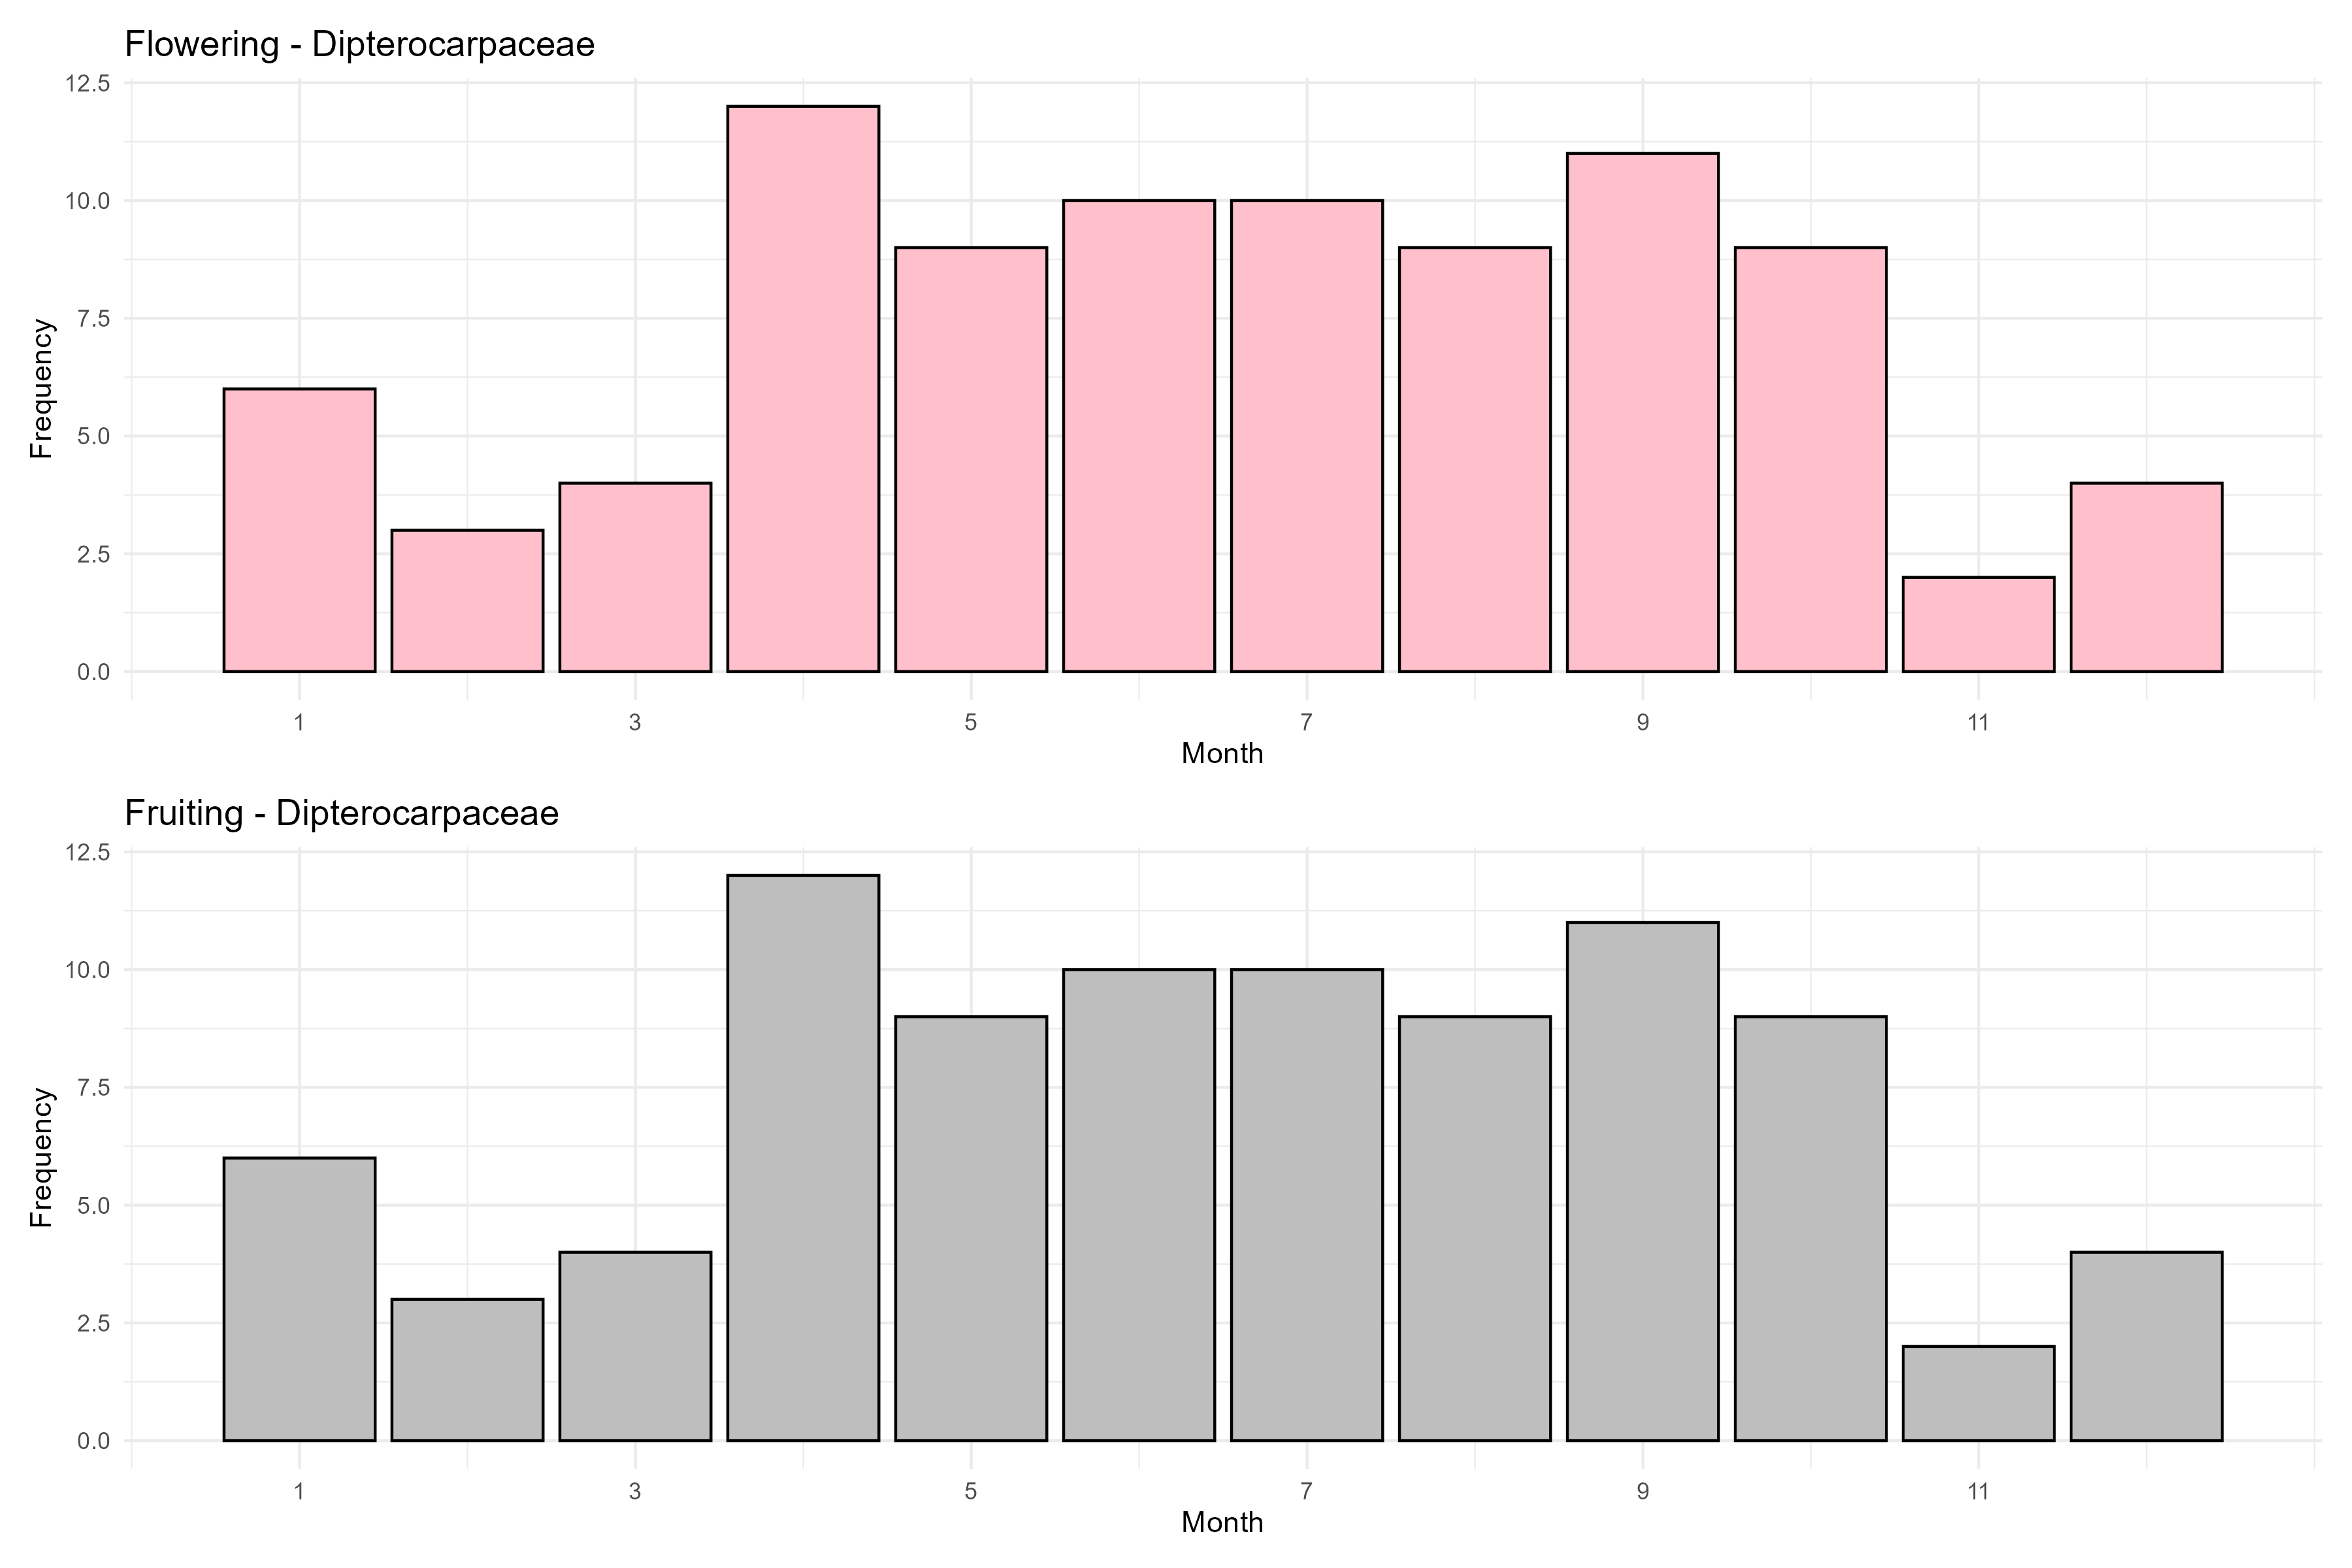 Flowering - Dipterocarpaceae
12.5
10.0
7.5
5.0
2.5
0.0
Frequency
1 3 5 7 9 11
Month
Fruiting - Dipterocarpaceae
12.5
10.0
7.5
5.0
2.5
0.0
Frequency
1 3 5 7 9 11
Month